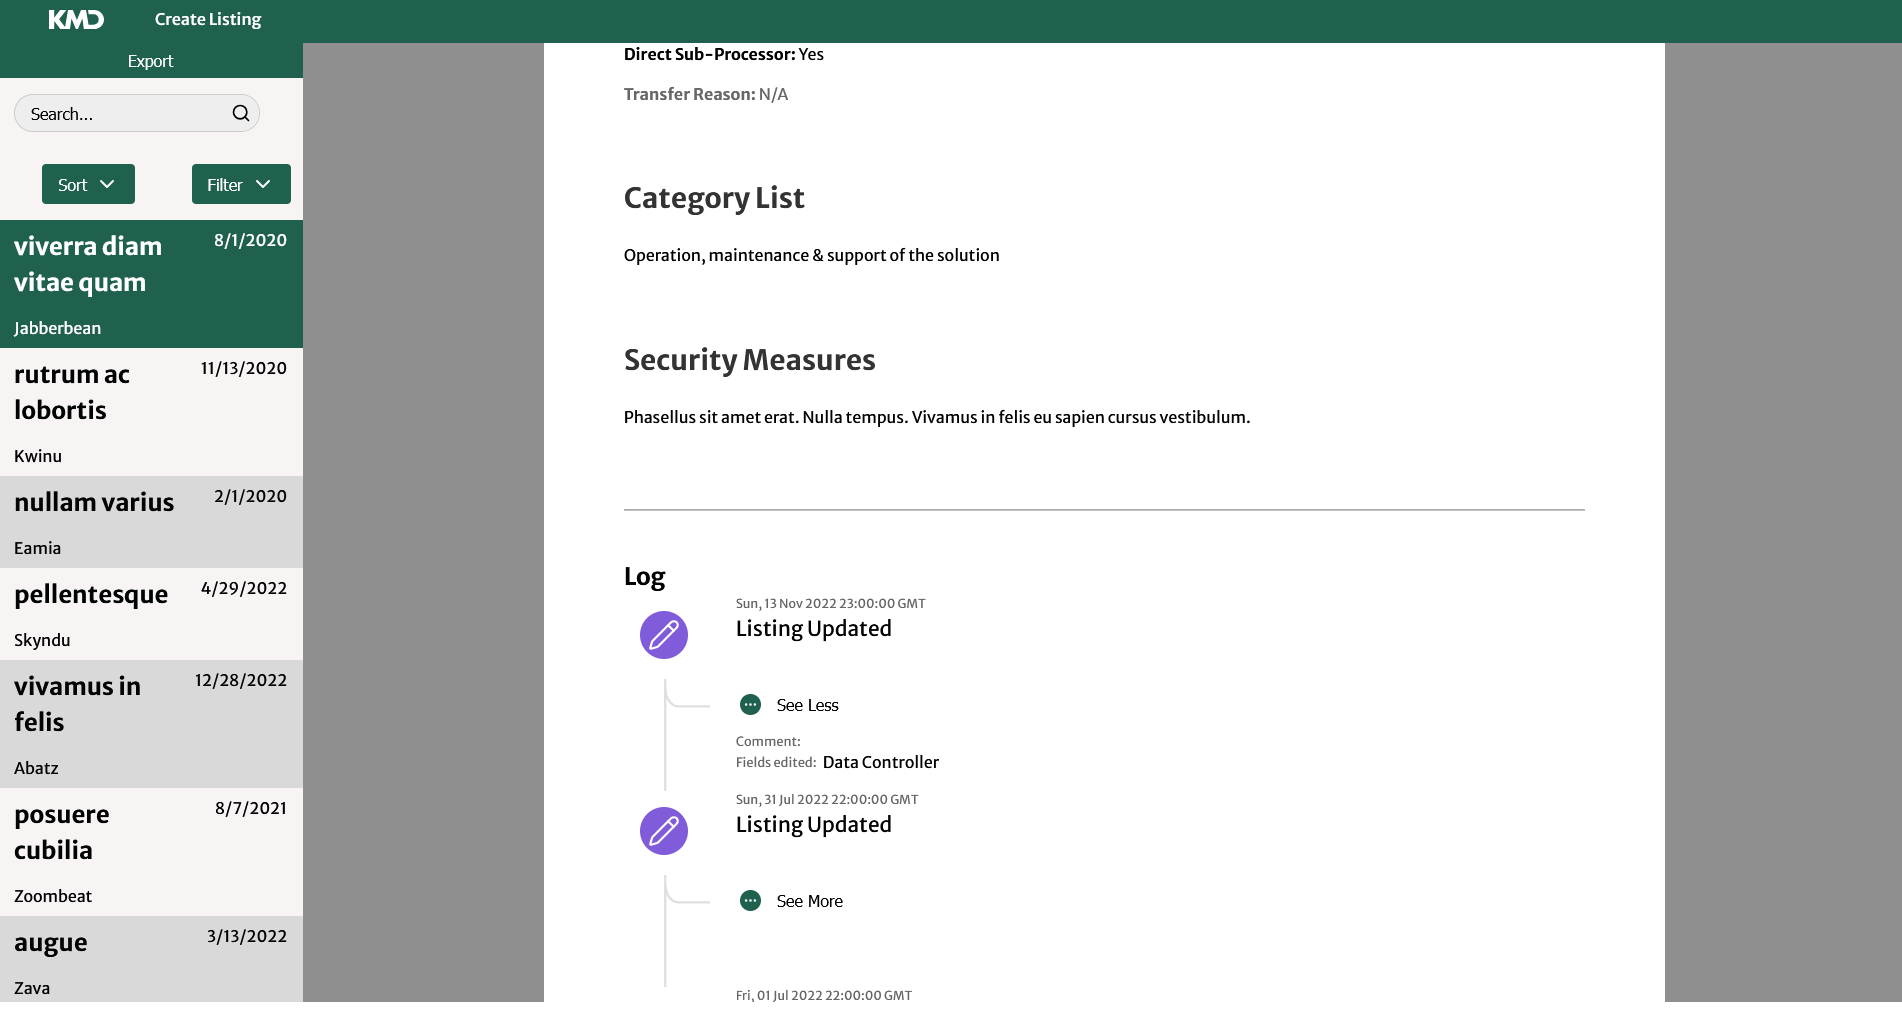 KMD
Create Listing
Export
Search...
Sort
Filter
viverra diam
vitae quam
8/1/2020
Jabberbean
rutrum ac
lobortis
11/13/2020
Kwinu
nullam varius
2/1/2020
Eamia
pellentesque
4/29/2022
Skyndu
vivamus in
felis
12/28/2022
Abatz
posuere
cubilia
8/7/2021
Zoombeat
augue
3/13/2022
Zava
Direct Sub-Processor: Yes
Transfer Reason: N/A
Category List
Operation, maintenance & support of the solution
Security Measures
Phasellus sit amet erat. Nulla tempus. Vivamus in felis eu sapien cursus vestibulum.
Log
Sun, 13 Nov 2022 23:00:00 GMT
Listing Updated
See Less
Comment:
Fields edited: Data Controller
Sun, 31 Jul 2022 22:00:00 GMT
Listing Updated
See More
Fri, 01 Jul 2022 22:00:00 GMT